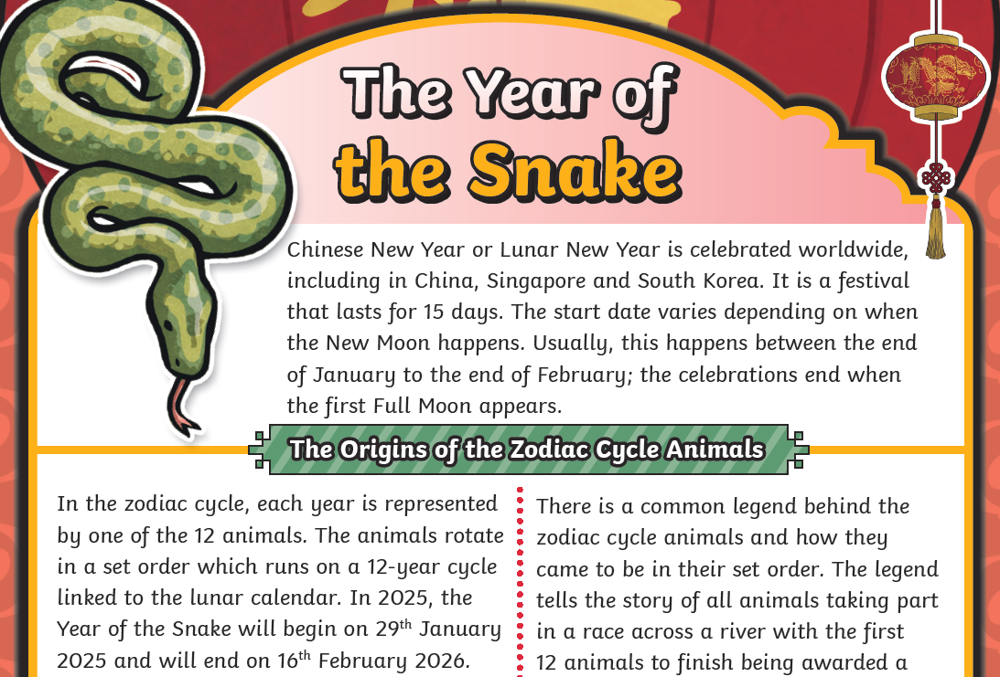 The Year of
the Snake
Chinese New Year or Lunar New Year is celebrated worldwide,
including in China, Singapore and South Korea. It is a festival
that lasts for 15 days. The start date varies depending on when
the New Moon happens. Usually, this happens between the end
of January to the end of February; the celebrations end when
the first Full Moon appears.
The Origins of the Zodiac Cycle Animals
In the zodiac cycle, each year is represented
by one of the 12 animals. The animals rotate
in a set order which runs on a 12-year cycle
linked to the lunar calendar. In 2025, the
Year of the Snake will begin on 29th January
2025 and will end on 16th February 2026.
There is a common legend behind the
zodiac cycle animals and how they
came to be in their set order. The legend
tells the story of all animals taking part
in a race across a river with the first
12 animals to finish being awarded a